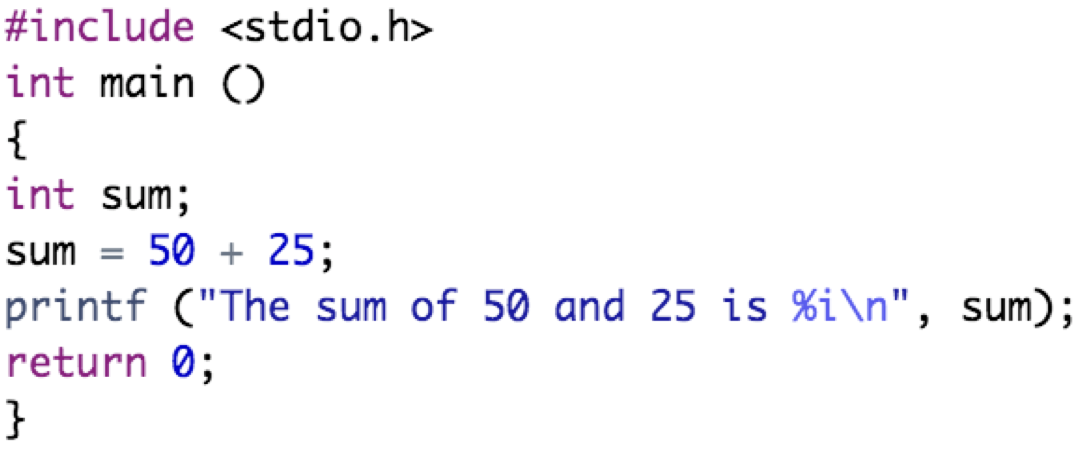 #include <stdio.h>
int main ()
{
int sum;
sum = 50 + 25;
printf ("The sum of 50 and 25 is %i\n", sum);
return 0;
}